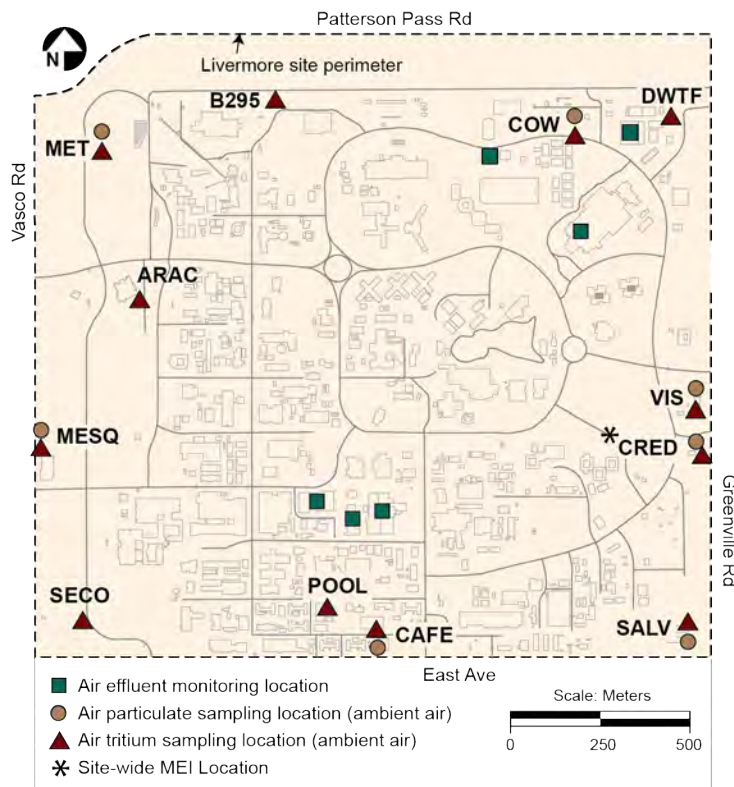 Patterson Pass Rd
N
Livermore site perimeter
B295
DWTF
COW
MET
Vasco Rd
ARAC
VIS
MESQ
CRED
Greenville Rd
SECO
POOL
CAFE
SALV
East Ave
Air effluent monitoring location
Air particulate sampling location (ambient air)
Air tritium sampling location (ambient air)
Site-wide MEI Location
Scale: Meters
0 250 500